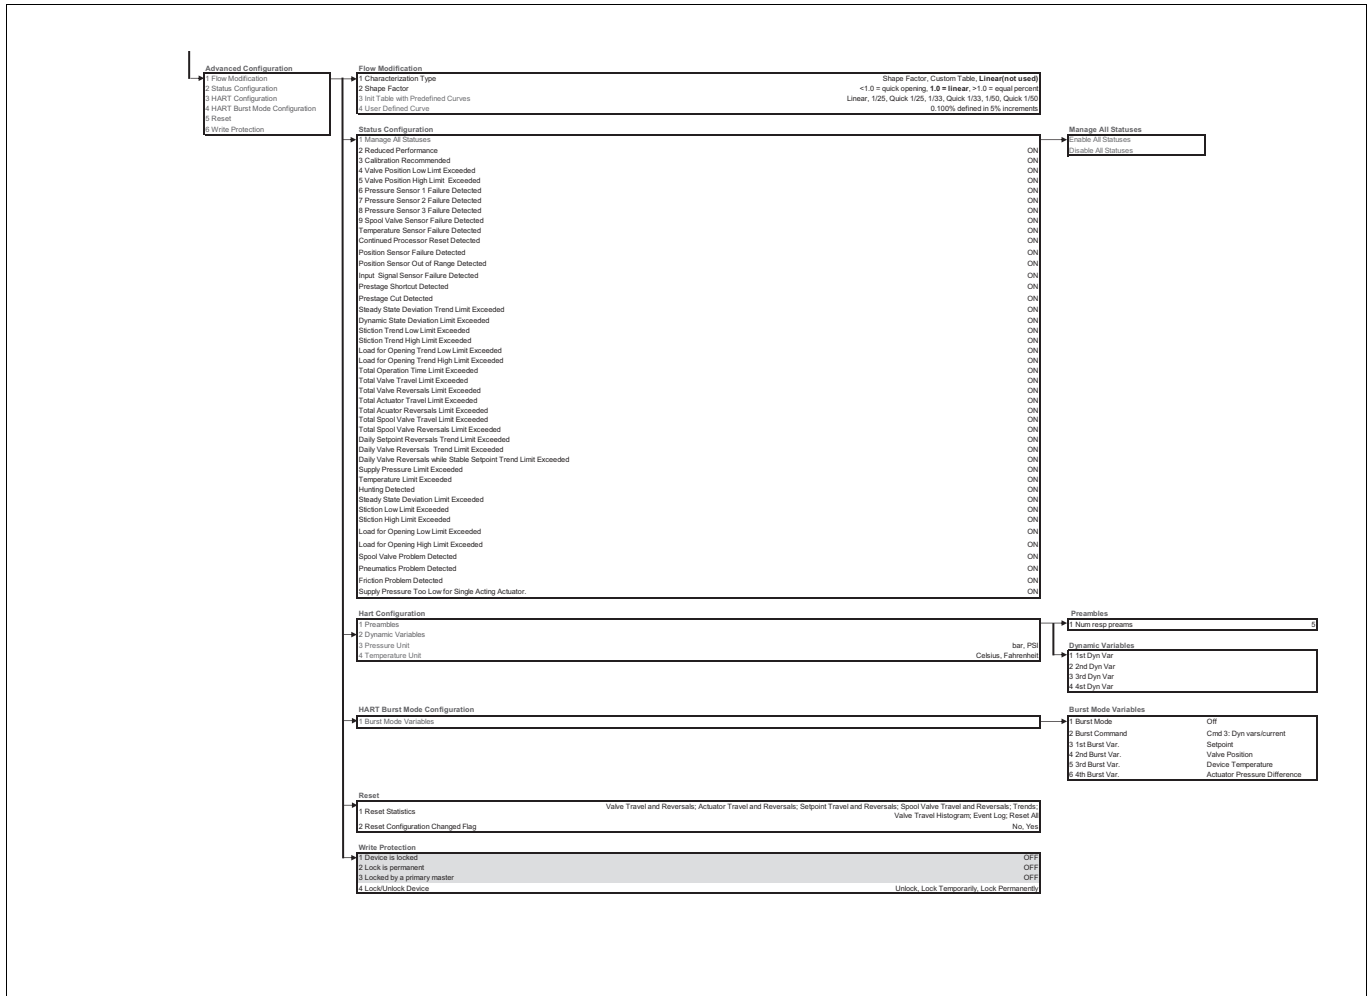 Advanced Configuration
1 Flow Modification
2 Status Configuration
3 HART Configuration
4 HART Burst Mode Configuration
5 Reset
6 Write Protection
Flow Modification
1 Characterization Type Shape Factor, Custom Table, Linear(not used)
2 Shape Factor <1.0 = quick opening, 1.0 = linear, >1.0 = equal percent
3 Init Table with Predefined Curves Linear, 1/25, Quick 1/25, 1/33, Quick 1/33, 1/50, Quick 1/50
4 User Defined Curve 0.100% defined in 5% increments
Status Configuration
1 Manage All Statuses
2 Reduced Performance ON
3 Calibration Recommended ON
4 Valve Position Low Limt Exceeded ON
5 Valve Position High Limit Exceeded ON
6 Pressure Sensor 1 Failure Detected ON
7 Pressure Sensor 2 Failure Detected ON
8 Pressure Sensor 3 Failure Detected ON
9 Spool Valve Sensor Failure Detected ON
Temperature Sensor Failure Detected ON
Continued Processor Reset Detected ON
Position Sensor Failure Detected ON
Position Sensor Out of Range Detected ON
Input Signal Sensor Failure Detected ON
Prestage Shortcut Detected ON
Prestage Cut Detected ON
Steady State Deviation Trend Limit Exceeded ON
Dynamic State Deviation Limit Exceeded ON
Stiction Trend Low Limit Exceeded ON
Stiction Trend High Limit Exceeded ON
Load for Opening Trend Low Limit Exceeded ON
Load for Opening Trend High Limit Exceeded ON
Total Operation Time Limit Exceeded ON
Total Valve Travel Limit Exceeded ON
Total Valve Reversals Limit Exceeded ON
Total Actuator Travel Limit Exceeded ON
Total Acuator Reversals Limit Exceeded ON
Total Spool Valve Travel Limit Exceeded ON
Total Spool Valve Reversals Limit Exceeded ON
Daily Setpoint Reversals Trend Limit Exceeded ON
Daily Valve Reversals Trend Limit Exceeded ON
Daily Valve Reversals while Stable Setpoint Trend Limit Exceeded ON
Supply Pressure Limit Exceeded ON
Temperature Limit Exceeded ON
Hunting Detected ON
Steady State Deviation Limit Exceeded ON
Stiction Low Limit Exceeded ON
Stiction High Limit Exceeded ON
Load for Opening Low Limit Exceeded ON
Load for Opening High Limit Exceeded ON
Spool Valve Problem Detected ON
Pneumatics Problem Detected ON
Friction Problem Detected ON
Supply Pressure Too Low for Single Acting Actuator. ON
Manage All Statuses
Enable All Statuses
Disable All Statuses
Hart Configuration
1 Preambles
2 Dynamic Variables
3 Pressure Unit bar, PSI
4 Temperature Unit Celsius, Fahrenheit
Preambles
1 Num resp preams 5
Dynamic Variables
1 1st Dyn Var
2 2nd Dyn Var
3 3rd Dyn Var
4 4st Dyn Var
HART Burst Mode Configuration
1 Burst Mode Variables
Burst Mode Variables
1 Burst Mode Off
2 Burst Command Cmd 3: Dyn vars/current
3 1st Burst Var. Setpoint
4 2nd Burst Var. Valve Position
5 3rd Burst Var. Device Temperature
6 4th Burst Var. Actuator Pressure Difference
Reset
1 Reset Statistics Valve Travel and Reversals; Actuator Travel and Reversals; Setpoint Travel and Reversals; Spool Valve Travel and Reversals; Trends;
Valve Travel Histogram; Event Log; Reset All
2 Reset Configuration Changed Flag No, Yes
Write Protection
1 Device is locked OFF
2 Lock is permanent OFF
3 Locked by a primary master OFF
4 Lock/Unlock Device Unlock, Lock Temporarily, Lock Permanently